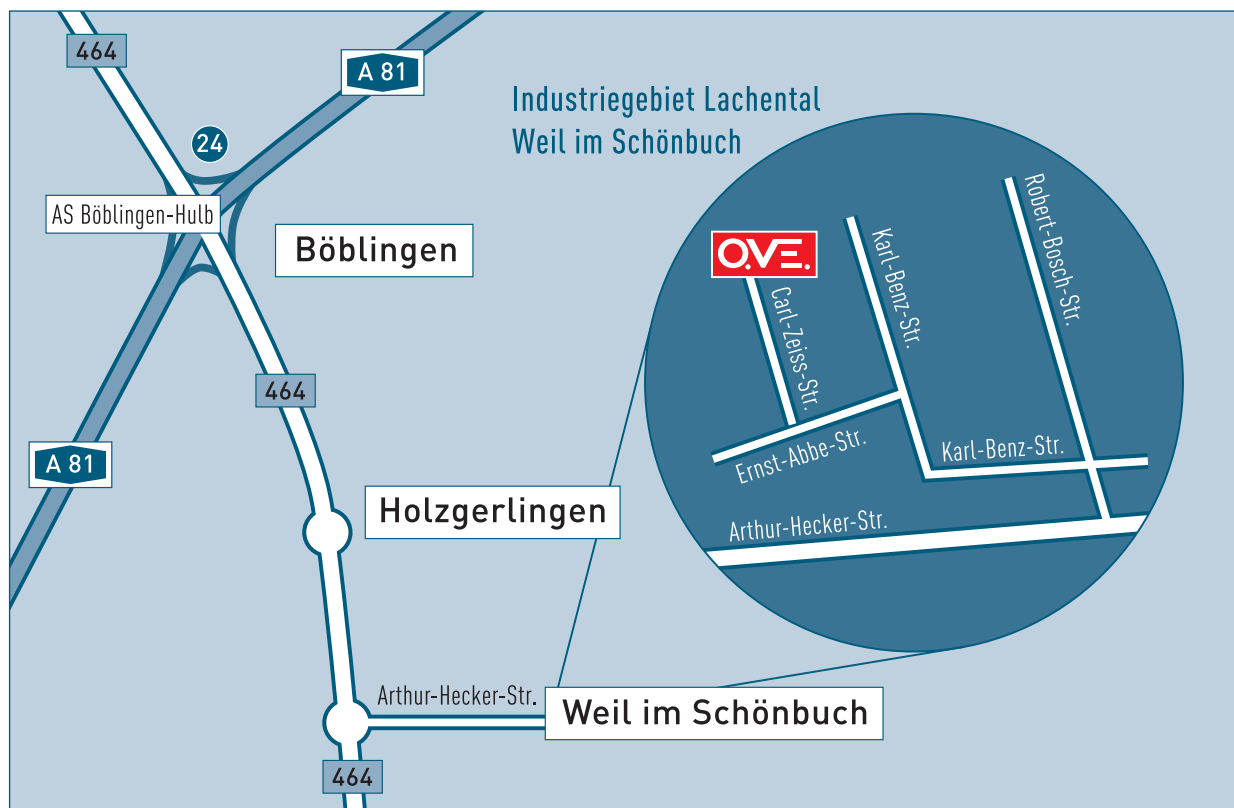 464
A 81
Industriegebiet Lachental
Weil im Schönbuch
24
AS Böblingen-Hulb
Böblingen
O.VE.
Carl-Zeiss-Str.
Karl-Benz-Str.
Robert-Bosch-Str.
464
A 81
Ernst-Abbe-Str.
Karl-Benz-Str.
Holzgerlingen
Arthur-Hecker-Str.
Arthur-Hecker-Str.
Weil im Schönbuch
464